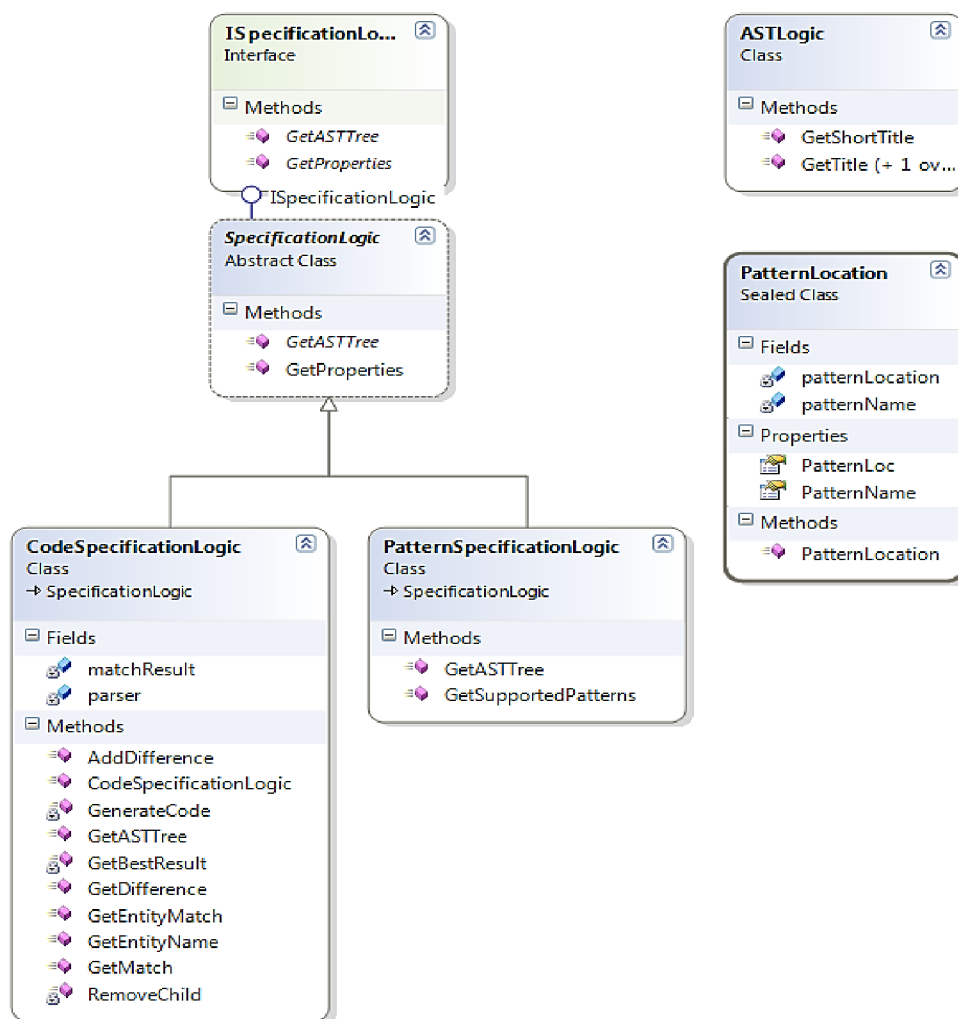 ISpecificationLo...
Interface
Methods
GetASTTree
GetProperties
ISpecificationLogic
SpecificationLogic
Abstract Class
Methods
GetASTTree
GetProperties
CodeSpecificationLogic
Class
SpecificationLogic
Fields
matchResult
parser
Methods
AddDifference
CodeSpecificationLogic
GenerateCode
GetASTTree
GetBestResult
GetDifference
GetEntityMatch
GetEntityName
GetMatch
RemoveChild
PatternSpecificationLogic
Class
SpecificationLogic
Methods
GetASTTree
GetSupportedPatterns
ASTLogic
Class
Methods
GetShortTitle
GetTitle (+ 1 ov...
PatternLocation
Sealed Class
Fields
patternLocation
patternName
Properties
PatternLoc
PatternName
Methods
PatternLocation